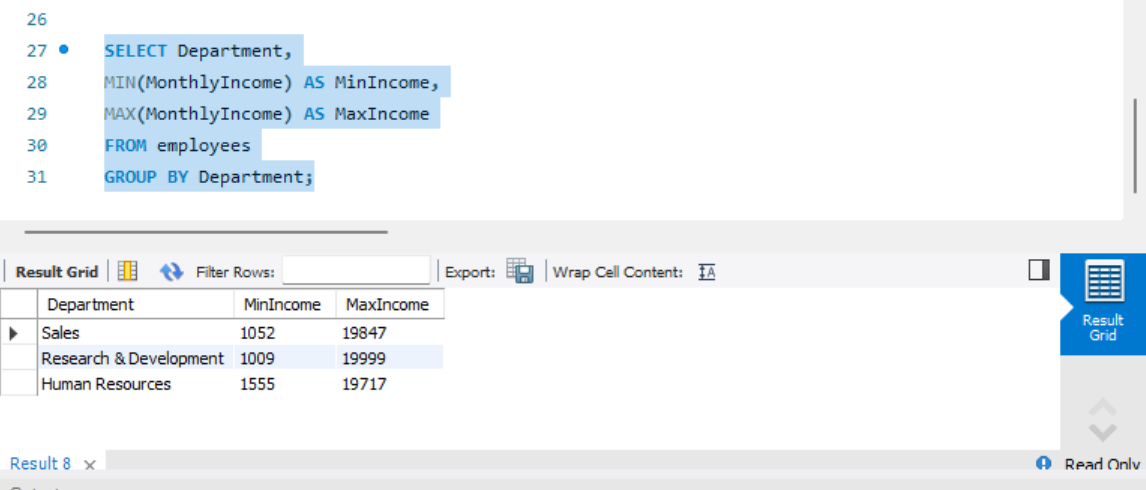 26
27 SELECT Department,
28 MIN(MonthlyIncome) AS MinIncome,
29 MAX(MonthlyIncome) AS MaxIncome
30 FROM employees
31 GROUP BY Department;
Result Grid Filter Rows: Export: Wrap Cell Content:
Department MinIncome MaxIncome
Sales 1052 19847
Research & Development 1009 19999
Human Resources 1555 19717
Result
Grid
Result 8 Read Only